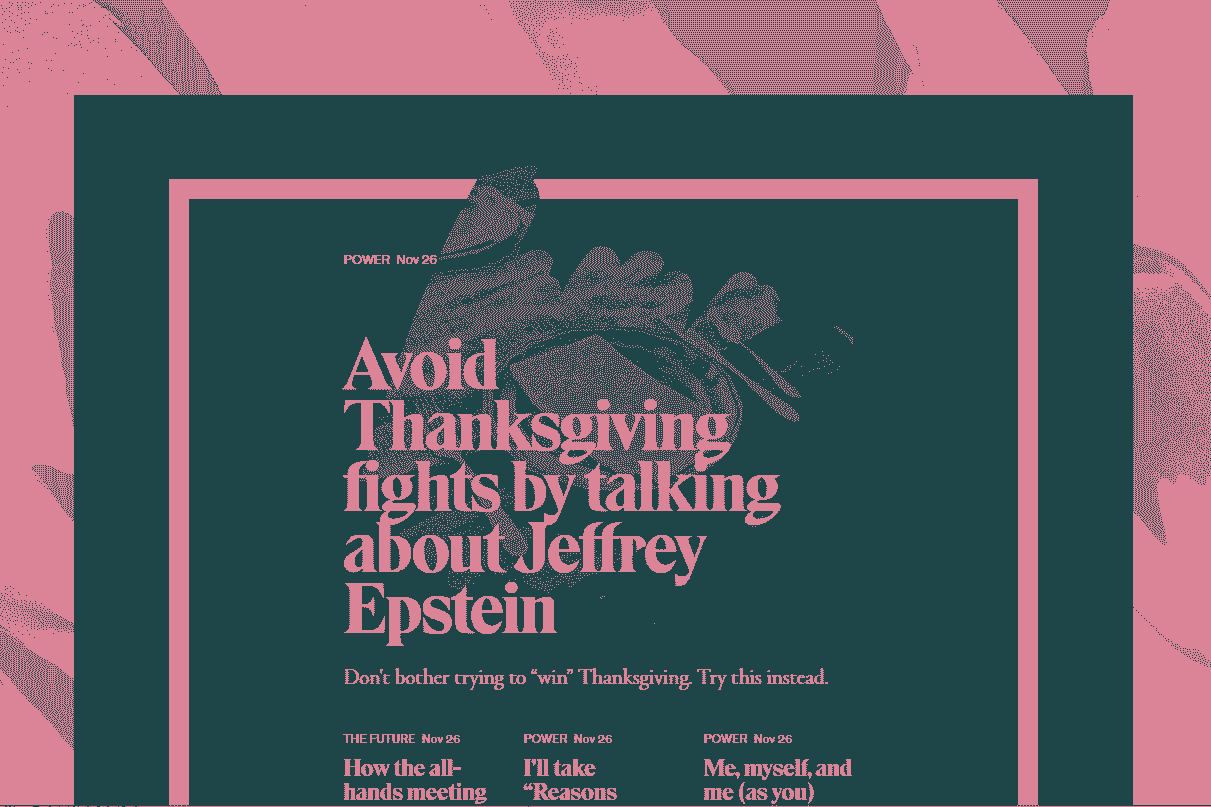 POWER Nov 26
Avoid
Thanksgiving
fights by talking
about Jeffrey
Epstein
Don't bother trying to “win” Thanksgiving. Try this instead.
THE FUTURE Nov 26
How the all-
hands meeting
POWER Nov 26
I'll take
“Reasons
POWER Nov 26
Me, myself, and
me (as you)